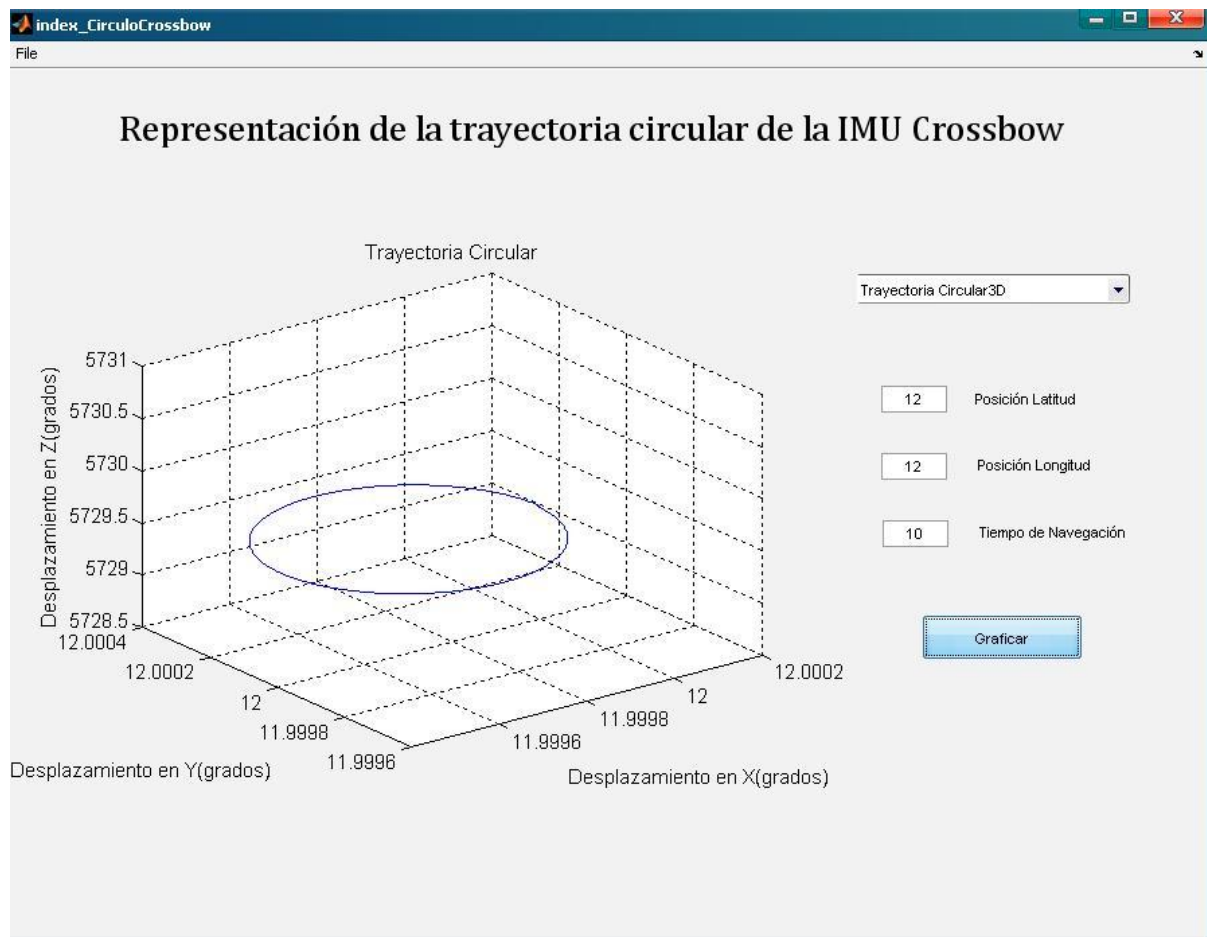 index_CirculoCrossbow
File
Representación de la trayectoria circular de la IMU Crossbow
Trayectoria Circular
Trayectoria Circular3D
5731
5730.5
5730
5729.5
5729
5728.5
Desplazamiento en Z(grados)
12.0004
12.0002
12
11.9998
11.9996
Desplazamiento en Y(grados)
11.9996
11.9998
12
12.0002
Desplazamiento en X(grados)
12 Posición Latitud
12 Posición Longitud
10 Tiempo de Navegación
Graficar